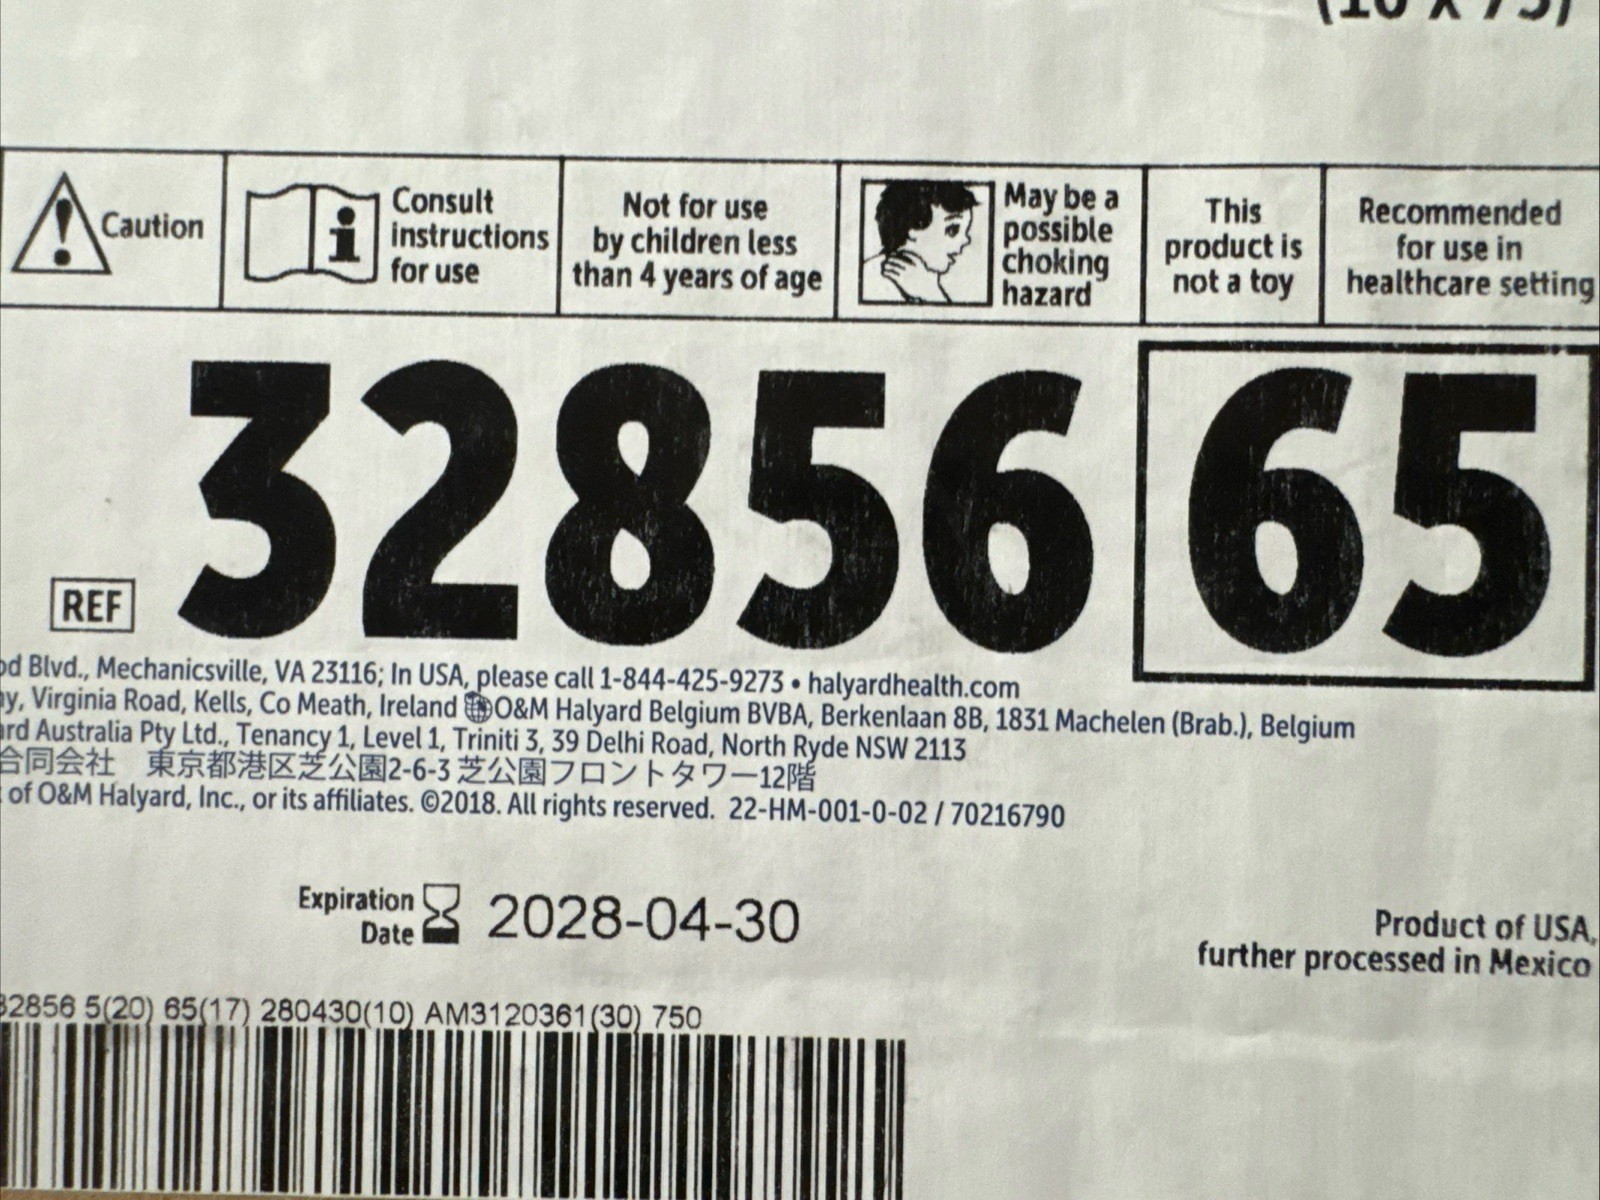 (10 x 75)
Caution
Consult
instructions
for use
Not for use
by children less
than 4 years of age
May be a
possible
choking
hazard
This
product is
not a toy
Recommended
for use in
healthcare setting
REF 32856 65
Blvd., Mechanicsville, VA 23116; In USA, please call 1-844-425-9273 • halyardhealth.com
Virginia Road, Kells, Co Meath, Ireland O&M Halyard Belgium BVBA, Berkenlaan 8B, 1831 Machelen (Brab.), Belgium
Australia Pty Ltd., Tenancy 1, Level 1, Triniti 3, 39 Delhi Road, North Ryde NSW 2113
合同会社 東京都港区芝公園2-6-3 芝公園フロントタワー12階
of O&M Halyard, Inc., or its affiliates. ©2018. All rights reserved. 22-HM-001-0-02 / 70216790
Expiration
Date 2028-04-30
Product of USA,
further processed in Mexico
32856 5(20) 65(17) 280430(10) AM3120361(30) 750